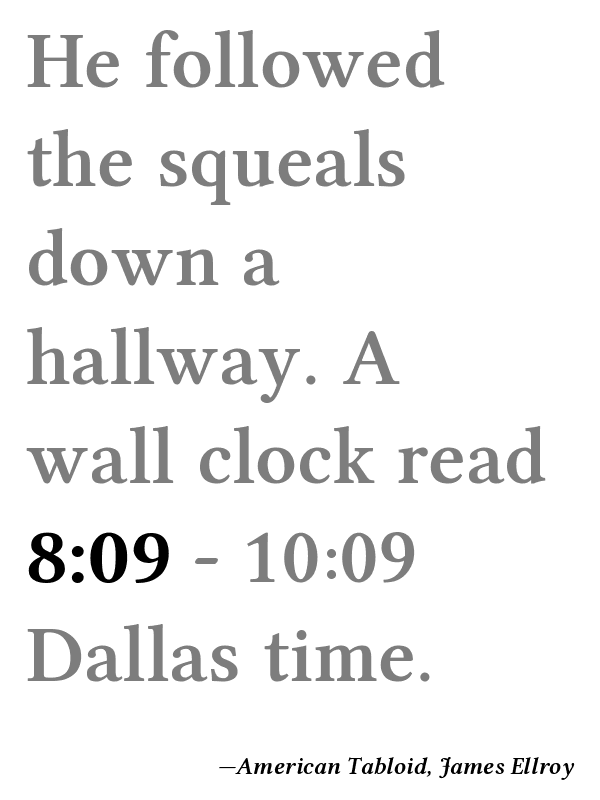 He followed
the squeals
down a
hallway. A
wall clock read
8:09 - 10:09
Dallas time.
—American Tabloid, James Ellroy